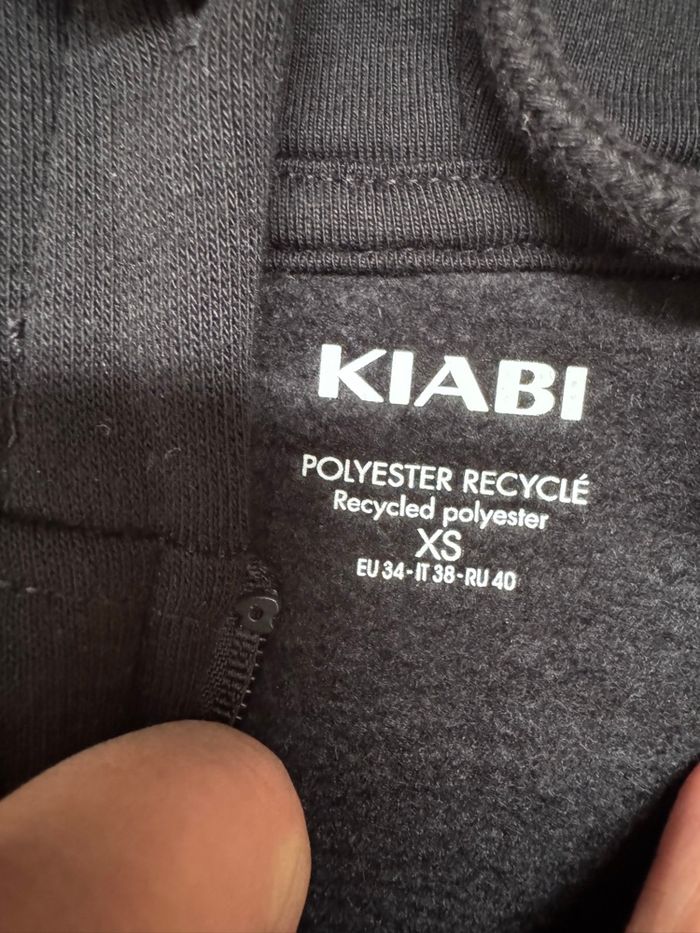 KIABI
POLYESTER RECYCLÉ
Recycled polyester
XS
EU 34-IT 38-RU 40